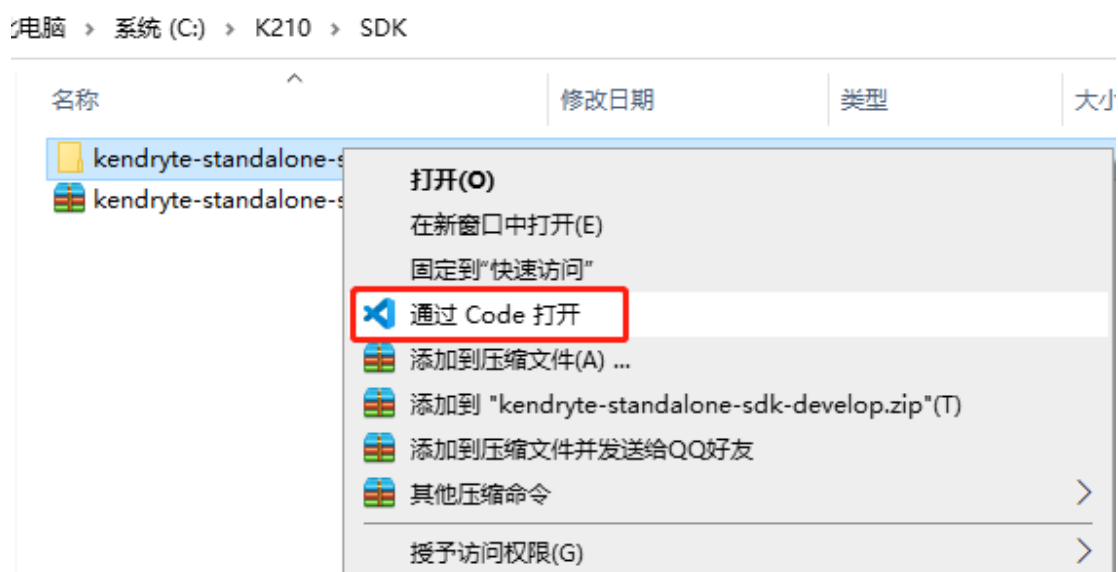 电脑 › 系统 (C:) › K210 › SDK
名称 修改日期 类型 大小
kendryte-standalone-s
kendryte-standalone-s
打开(O)
在新窗口中打开(E)
固定到"快速访问"
通过 Code 打开
添加到压缩文件(A) ...
添加到 "kendryte-standalone-sdk-develop.zip"(T)
添加到压缩文件并发送给QQ好友
其他压缩命令
授予访问权限(G)